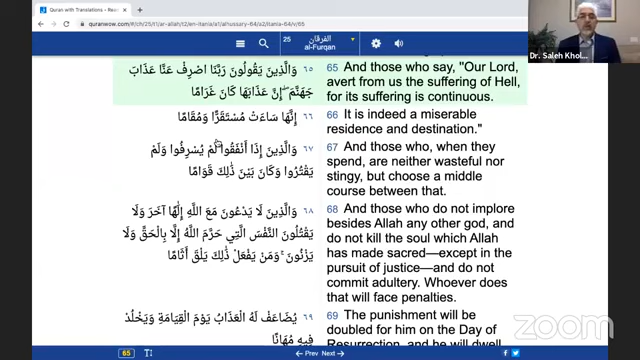 Quran with Translations - Rea
quranwow.com/#/ch/25/t1/ar-allah/t2/en-itania/a1/alhussary-64/a2/itania-64/v0
25
الفرقان
al-Furqan
Dr. Saleh Khol
٦٥ وَالَّذِينَ يَقُولُونَ رَبَّنَا اصْرِفْ عَنَّا عَذَابَ
جَهَنَّمَ ۖ إِنَّ عَذَابَهَا كَانَ غَرَامًا
65 And those who say, "Our Lord,
avert from us the suffering of Hell,
for its suffering is continuous.
٦٦ إِنَّهَا سَاءَتْ مُسْتَقَرًّا وَمُقَامًا
66 It is indeed a miserable
residence and destination."
٦٧ وَالَّذِينَ إِذَا أَنْفَقُوا لَمْ يُسْرِفُوا وَلَمْ
يَقْتُرُوا وَكَانَ بَيْنَ ذَٰلِكَ قَوَامًا
67 And those who, when they
spend, are neither wasteful nor
stingy, but choose a middle
course between that.
٦٨ وَالَّذِينَ لَا يَدْعُونَ مَعَ اللَّهِ إِلَٰهًا آخَرَ وَلَا
يَقْتُلُونَ النَّفْسَ الَّتِي حَرَّمَ اللَّهُ إِلَّا بِالْحَقِّ وَلَا
يَزْنُونَ ۚ وَمَنْ يَفْعَلْ ذَٰلِكَ يَلْقَ أَثَامًا
68 And those who do not implore
besides Allah any other god, and
do not kill the soul which Allah
has made sacred—except in the
pursuit of justice—and do not
commit adultery. Whoever does
that will face penalties.
٦٩ يُضَاعَفْ لَهُ الْعَذَابُ يَوْمَ الْقِيَامَةِ وَيَخْلُدْ
فِيهِ مُهَانًا
69 The punishment will be
doubled for him on the Day of
Resurrection, and he will dwell
65
Prev Next
zoom